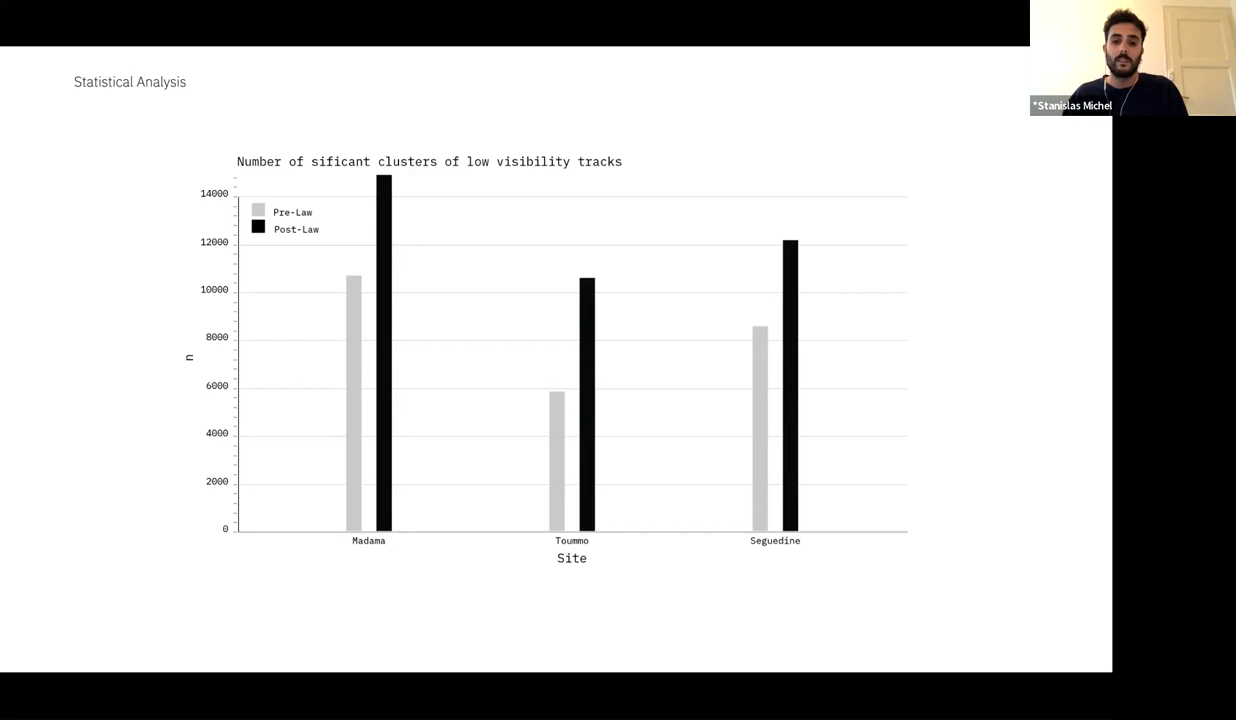 Statistical Analysis
*Stanislas Michel
Number of sificant clusters of low visibility tracks
Pre-Law
Post-Law
14000
12000
10000
8000
6000
4000
2000
0
n
Madama Toummo Seguedine
Site